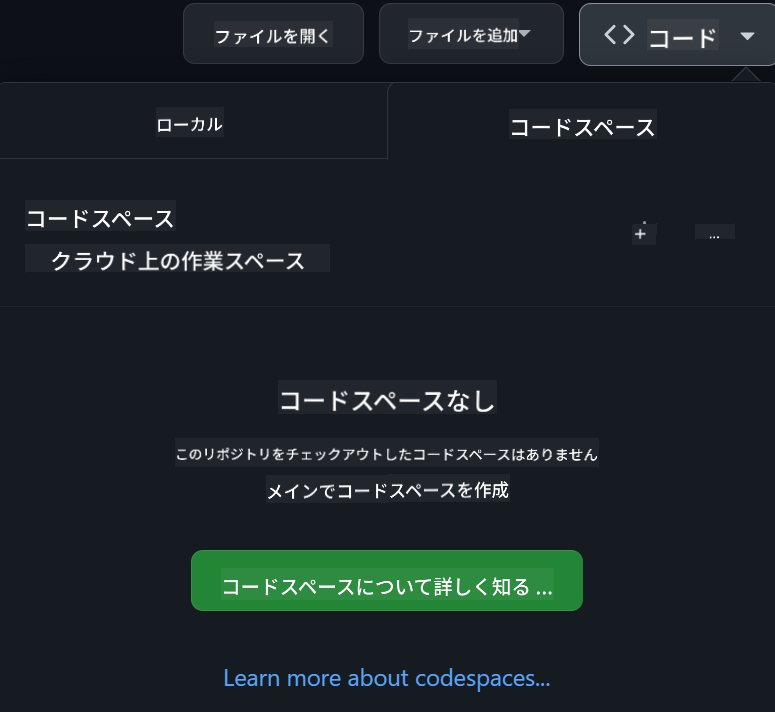 ファイルを開く
ファイルを追加
<> コード
ローカル
コードスペース
コードスペース
+
...
クラウド上の作業スペース
コードスペースなし
このリポジトリをチェックアウトしたコードスペースはありません
メインでコードスペースを作成
コードスペースについて詳しく知る ...
Learn more about codespaces...